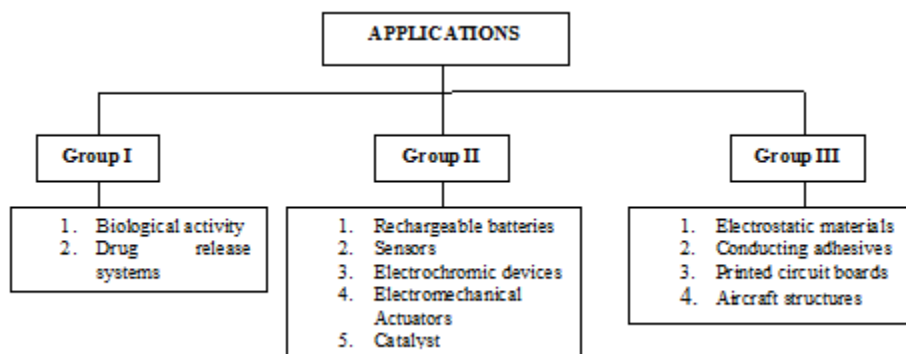 APPLICATIONS
Group I
Group II
Group III
1. Biological activity
2. Drug release
systems
1. Rechargeable batteries
2. Sensors
3. Electrochromic devices
4. Electromechanical
Actuators
5. Catalyst
1. Electrostatic materials
2. Conducting adhesives
3. Printed circuit boards
4. Aircraft structures